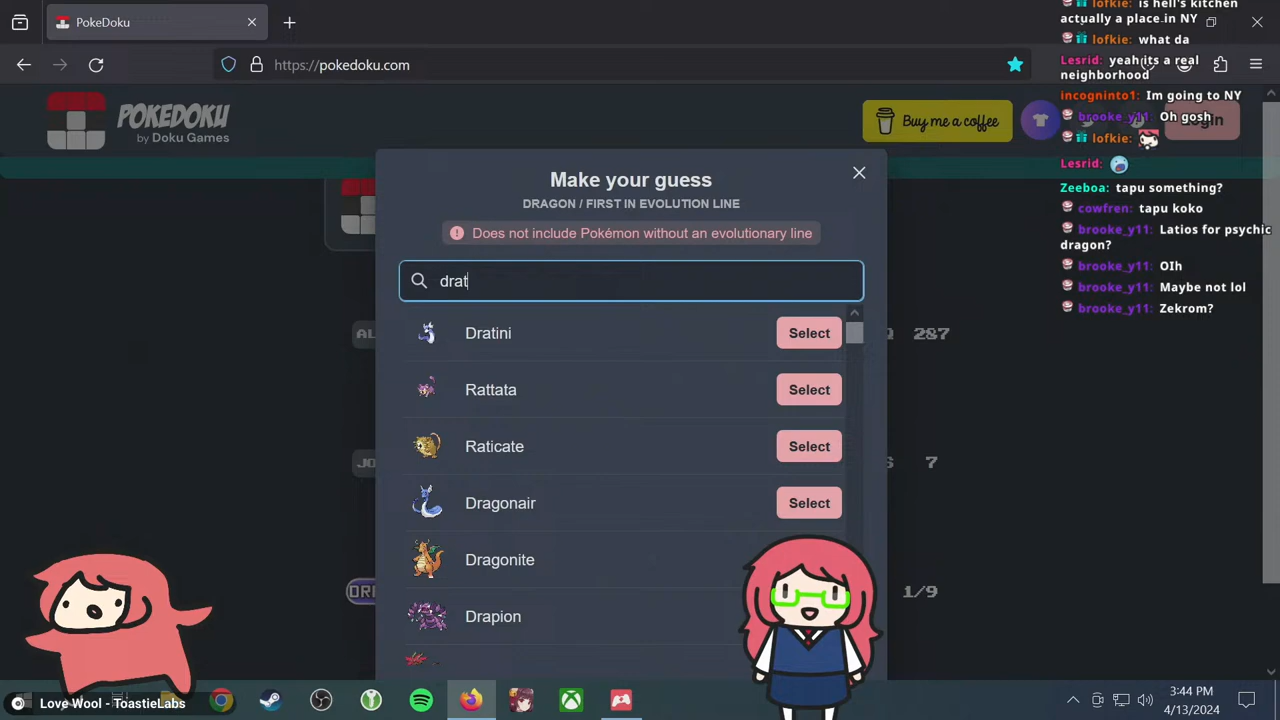 PokeDoku
https://pokedoku.com
POKEDOKU
by Doku Games
Buy me a coffee
Login
Make your guess
DRAGON / FIRST IN EVOLUTION LINE
Does not include Pokémon without an evolutionary line
drat
Dratini Select
Rattata Select
Raticate Select
Dragonair Select
Dragonite
Drapion
287
7
1/9
lofkie: is hell's kitchen
actually a place in NY
lofkie: what da
Lesrid: yeah its a real
neighborhood
incogninto1: Im going to NY
brooke_y11: Oh gosh
lofkie:
Lesrid:
Zeeboa: tapu something?
cowfren: tapu koko
brooke_y11: Latios for psychic
dragon?
brooke_y11: OIh
brooke_y11: Maybe not lol
brooke_y11: Zekrom?
Love Wool - ToastieLabs
3:44 PM
4/13/2024